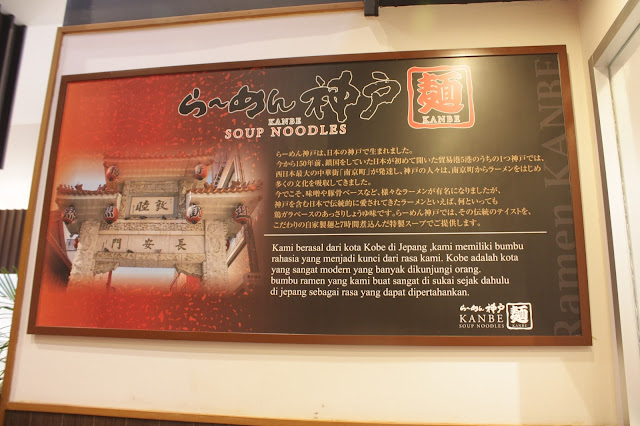 らーめん 神戸 麺
KANBE
KANBE
SOUP NOODLES
らーめん神戸は、日本の神戸で生まれました。
今から150年前、鎖国をしていた日本が初めて開いた貿易港5港のうちの1つ神戸では、
西日本最大の中華街「南京町」が発達し、神戸の人々は、南京町からラーメンをはじめ
多くの文化を吸収してきました。
今でこそ、味噌や豚骨ベースなど、様々なラーメンが有名になりましたが、
神戸を含む日本で伝統的に愛されてきたラーメンといえば、何といっても
鶏ガラベースのあっさりしょうゆ味です。らーめん神戸では、その伝統のテイストを、
こだわりの自家製麺と7時間煮込んだ特製スープでご提供します。
Kami berasal dari kota Kobe di Jepang ,kami memiliki bumbu
rahasia yang menjadi kunci dari rasa kami. Kobe adalah kota
yang sangat modern yang banyak dikunjungi orang.
bumbu ramen yang kami buat sangat di sukai sejak dahulu
di jepang sebagai rasa yang dapat dipertahankan.
敦睦
長安門
らーめん 神戸 麺
KANBE
SOUP NOODLES
KANBE
Ramen KANBE